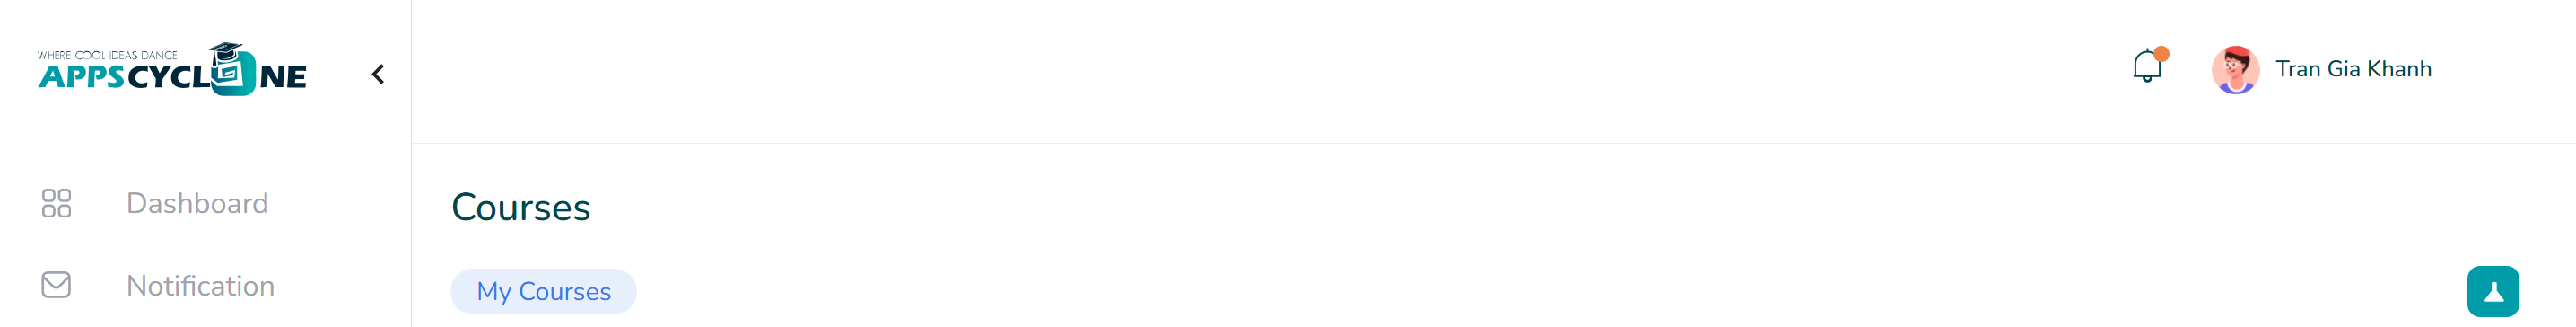 WHERE COOL IDEAS DANCE
APPSCYCLONE
Tran Gia Khanh
Dashboard
Notification
Courses
My Courses